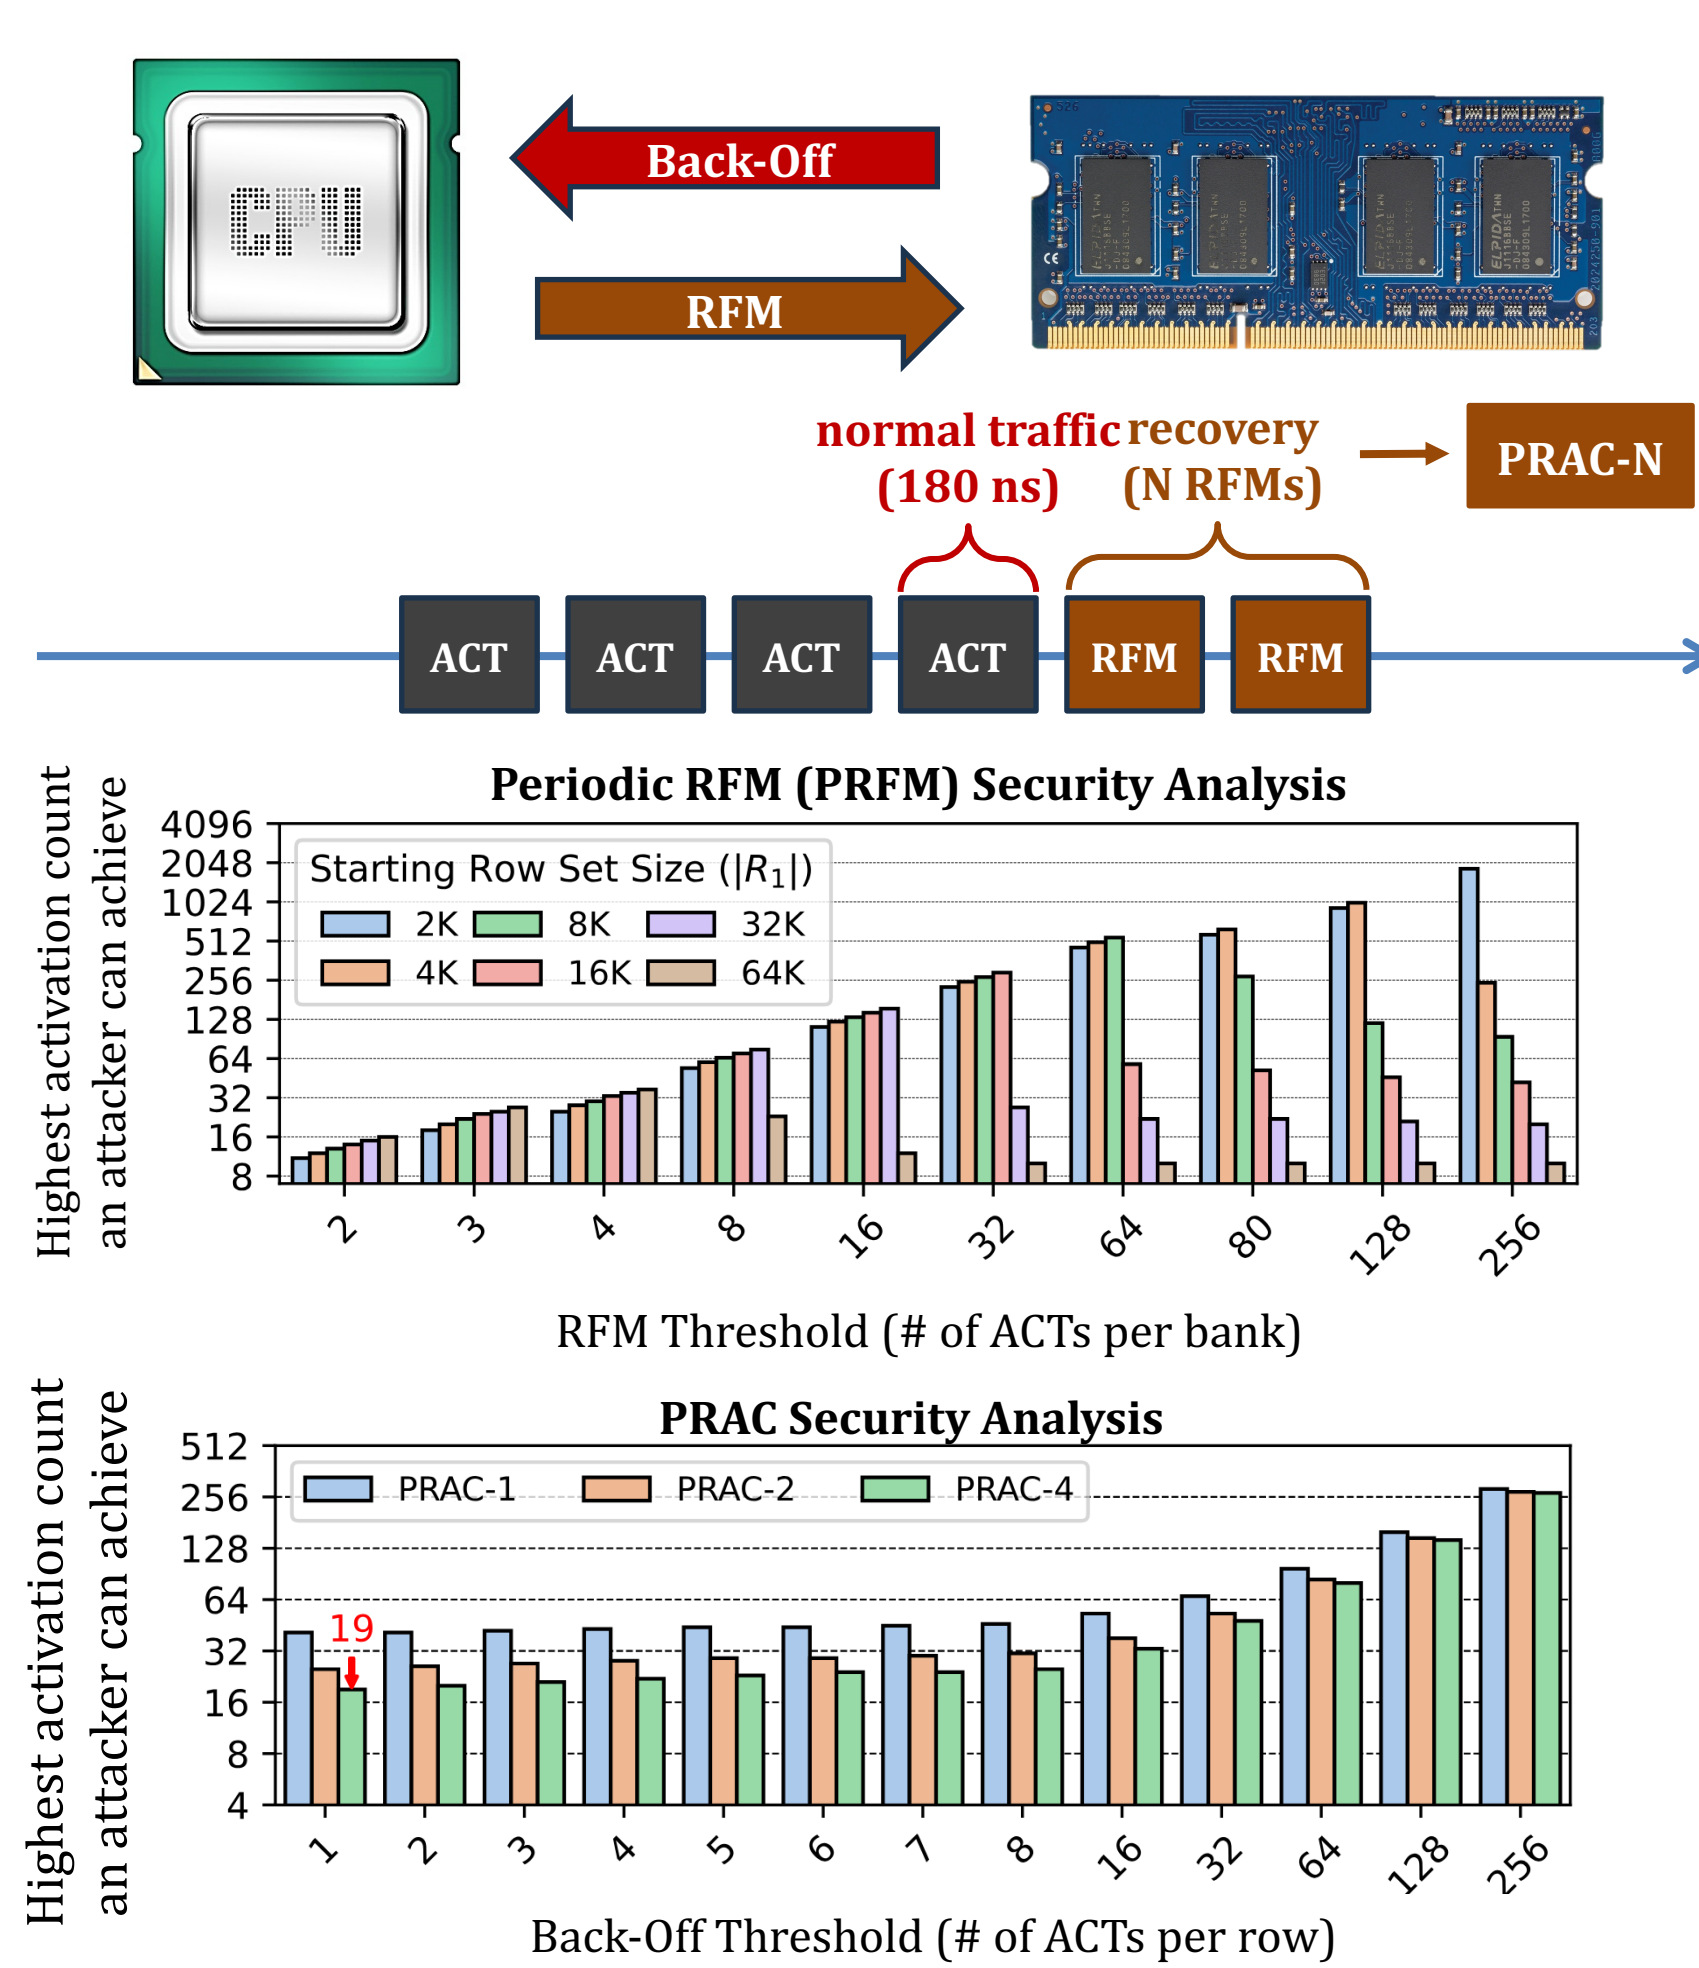 CPU
Back-Off
RFM
normal traffic
(180 ns)
recovery
(N RFMs)
PRAC-N
ACT ACT ACT ACT RFM RFM
Periodic RFM (PRFM) Security Analysis
Highest activation count
an attacker can achieve
4096
2048
1024
512
256
128
64
32
16
8
Starting Row Set Size (|R1|)
2K 8K 32K
4K 16K 64K
2 3 4 8 16 32 64 80 128 256
RFM Threshold (# of ACTs per bank)
PRAC Security Analysis
Highest activation count
an attacker can achieve
512
256
128
64
32
16
8
4
PRAC-1 PRAC-2 PRAC-4
19
1 2 3 4 5 6 7 8 16 32 64 128 256
Back-Off Threshold (# of ACTs per row)